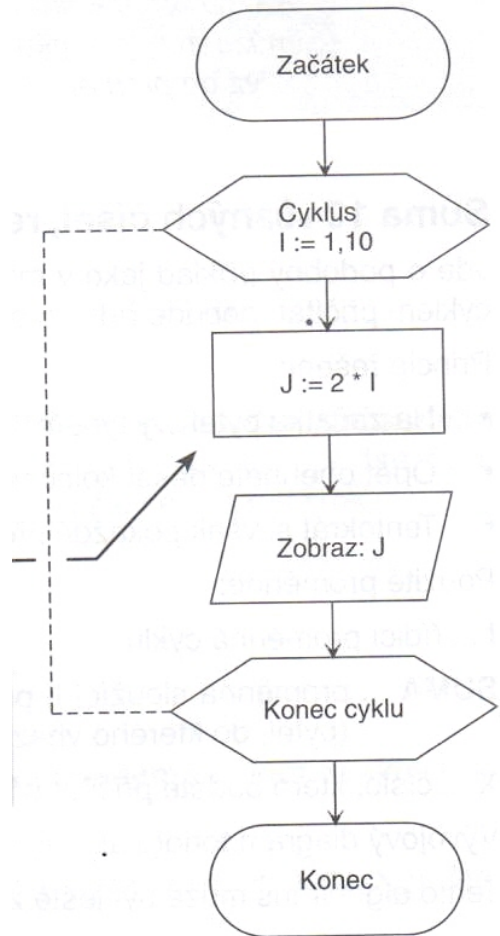 Začátek
Cyklus
I := 1,10
J := 2 * I
Zobraz: J
Konec cyklu
Konec